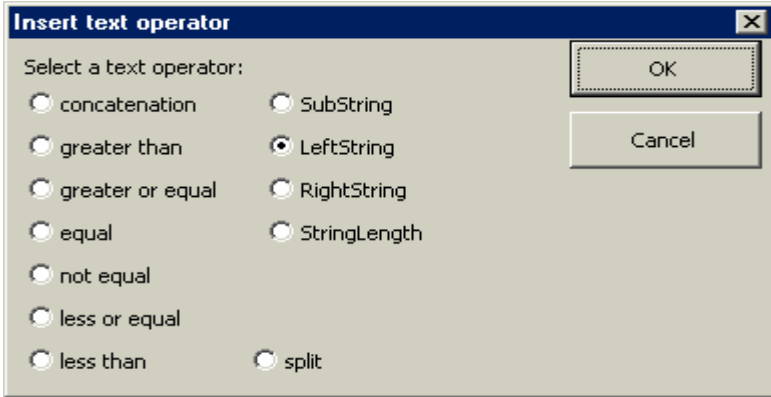 Insert text operator
Select a text operator:
OK
concatenation SubString
greater than LeftString
Cancel
greater or equal RightString
equal StringLength
not equal
less or equal
less than split